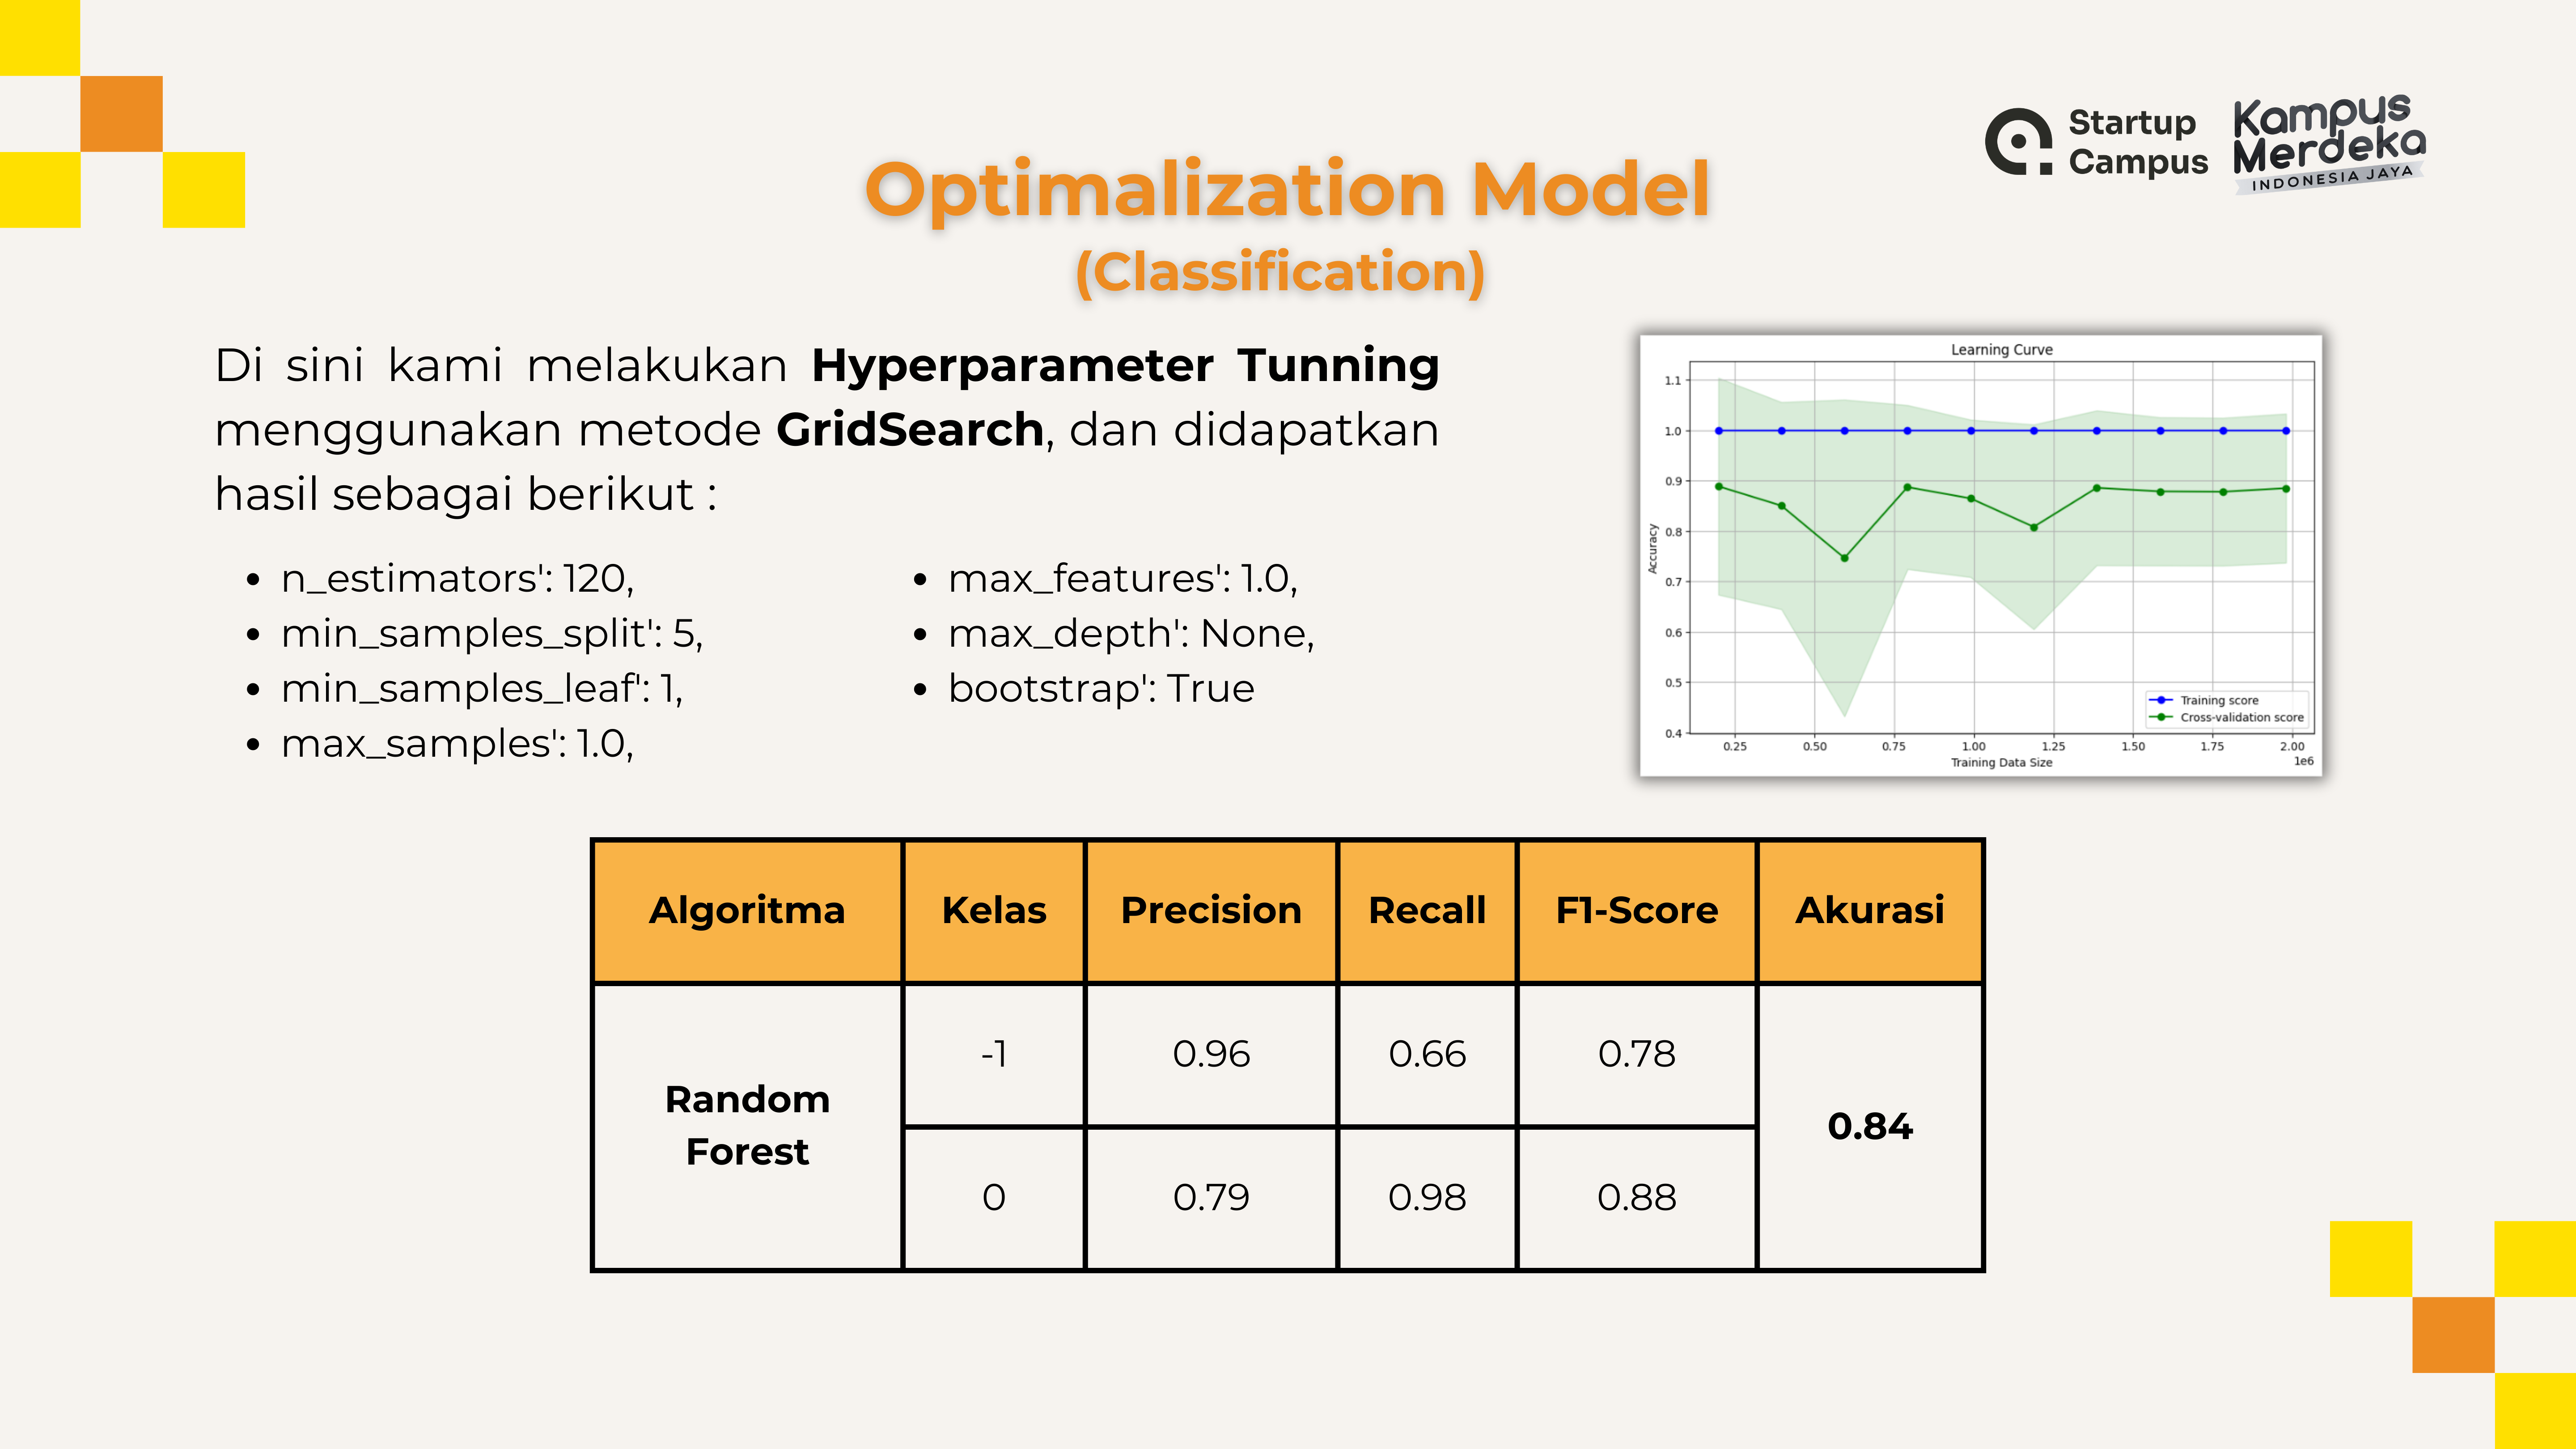 Startup
Campus
Kampus
Merdeka
INDONESIA JAYA
Optimalization Model
(Classification)
Di sini kami melakukan Hyperparameter Tunning
menggunakan metode GridSearch, dan didapatkan
hasil sebagai berikut :
n_estimators': 120,
min_samples_split': 5,
min_samples_leaf': 1,
max_samples': 1.0,
max_features': 1.0,
max_depth': None,
bootstrap': True
Learning Curve
Accuracy
1.1
1.0
0.9
0.8
0.7
0.6
0.5
0.4
Training score
Cross-validation score
0.25 0.50 0.75 1.00 1.25 1.50 1.75 2.00
1e6
Training Data Size
Algoritma Kelas Precision Recall F1-Score Akurasi
Random
Forest
-1 0.96 0.66 0.78
0.84
0 0.79 0.98 0.88